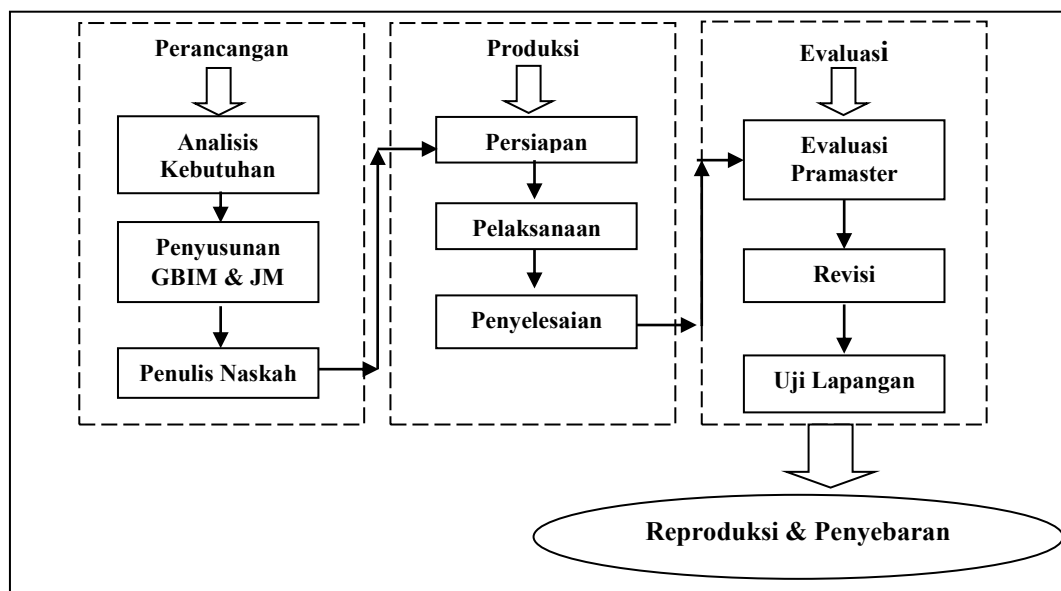 Perancangan
Analisis
Kebutuhan
Penyusunan
GBIM & JM
Penulis Naskah
Produksi
Persiapan
Pelaksanaan
Penyelesaian
Evaluasi
Evaluasi
Pramaster
Revisi
Uji Lapangan
Reproduksi & Penyebaran